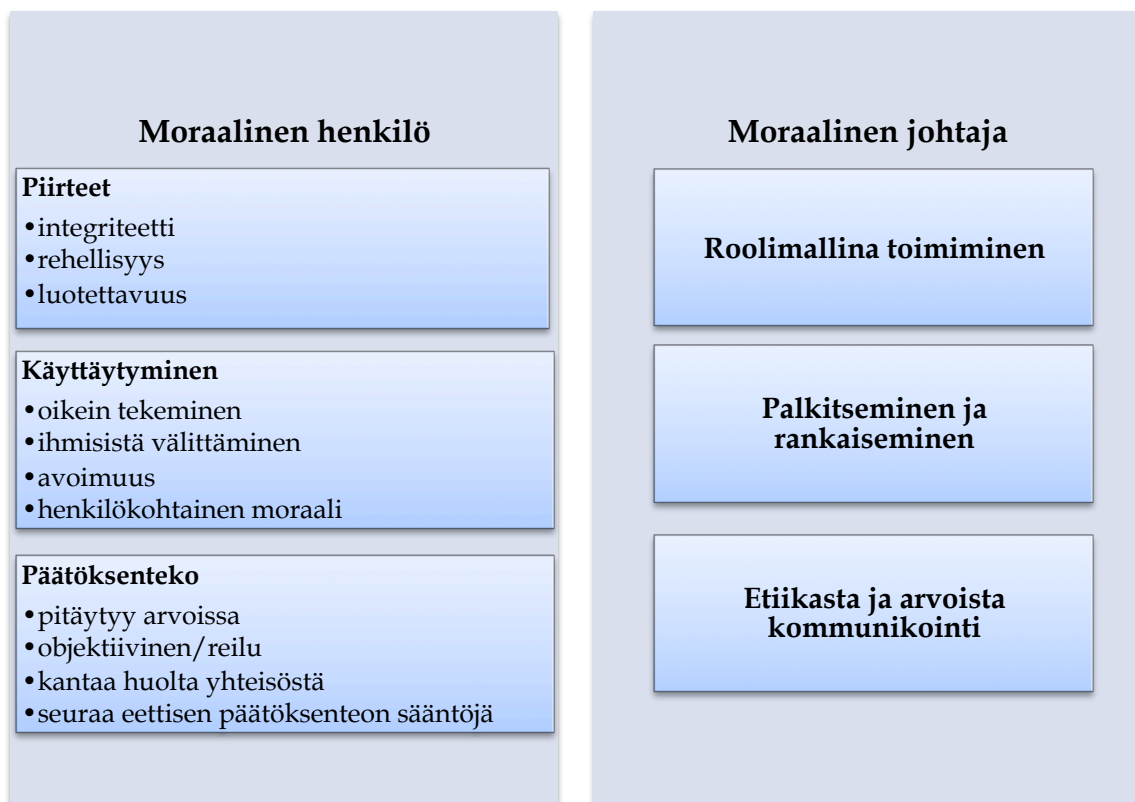 Moraalinen henkilö
Piirteet
•integriteetti
•rehellisyys
•luotettavuus
Käyttäytyminen
•oikein tekeminen
•ihmisistä välittäminen
•avoimuus
•henkilökohtainen moraali
Päätöksenteko
•pitäytyy arvoissa
•objektiivinen/reilu
•kantaa huolta yhteisöstä
•seuraa eettisen päätöksenteon sääntöjä
Moraalinen johtaja
Roolimallina toimiminen
Palkitseminen ja
rankaiseminen
Etiikasta ja arvoista
kommunikointi